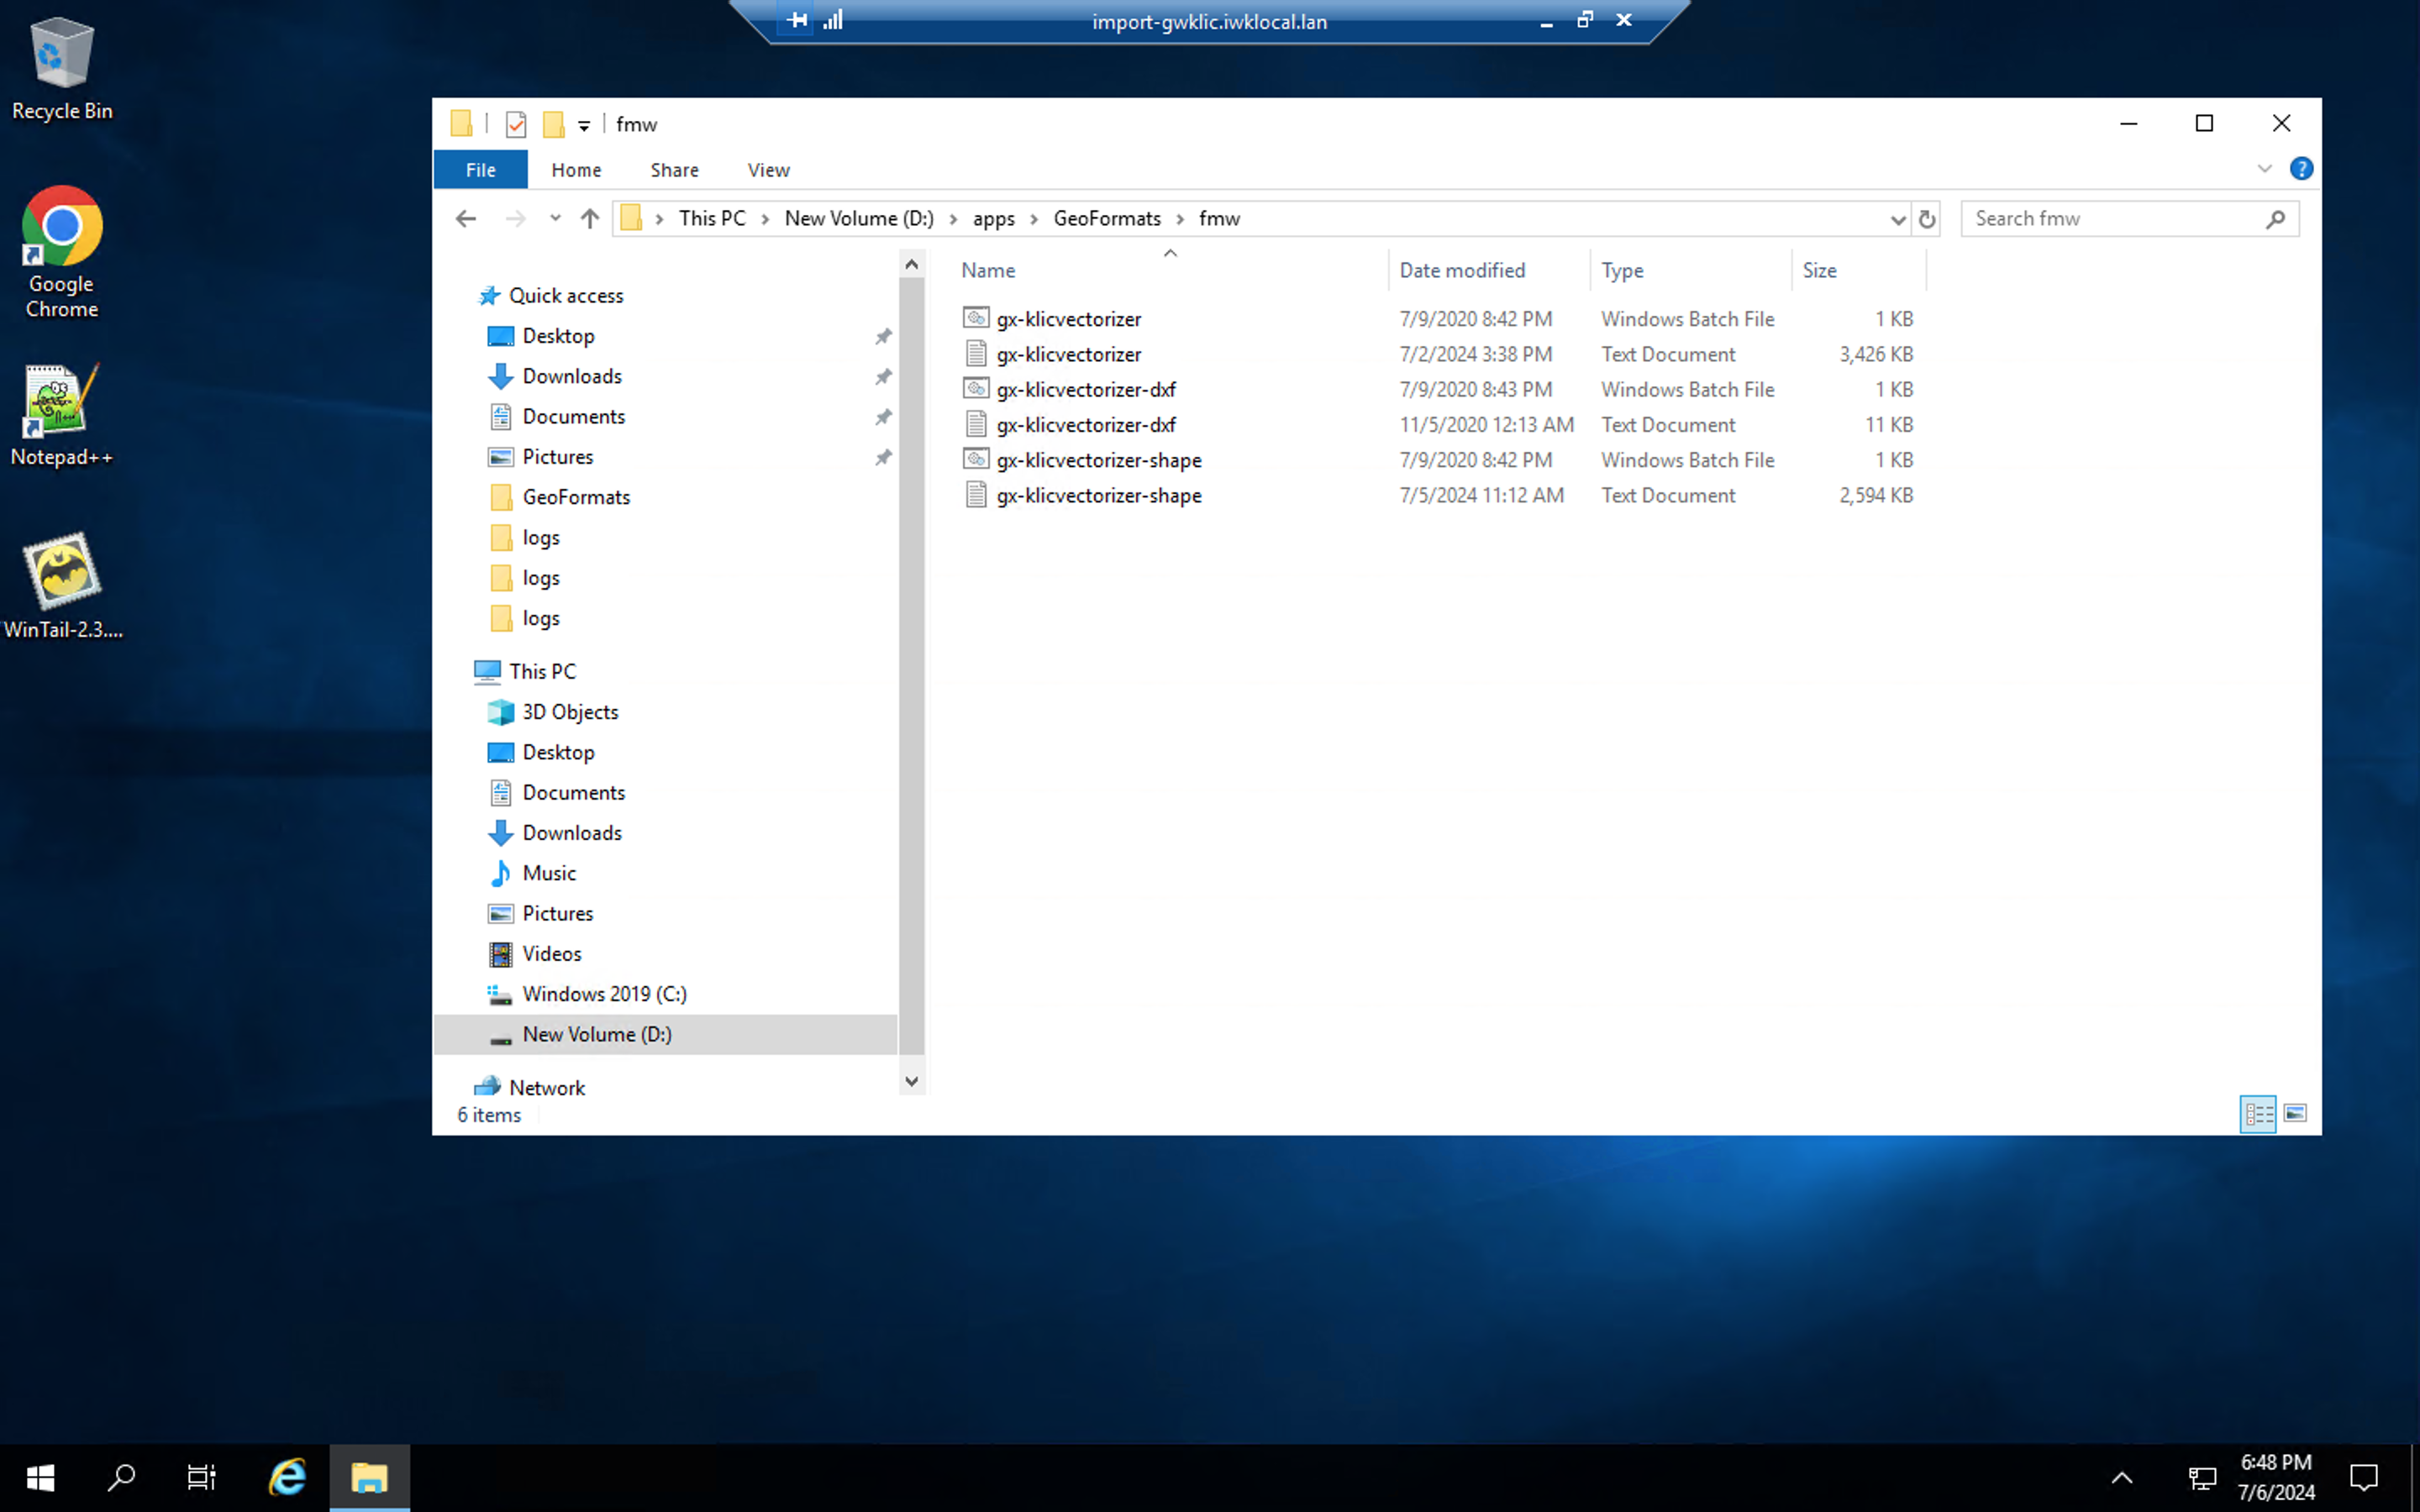 import-gwklic.iwklocal.lan
Recycle Bin
Google
Chrome
Notepad++
WinTail-2.3....
fmw
File Home Share View
This PC New Volume (D:) apps GeoFormats fmw
Search fmw
Quick access
Desktop
Downloads
Documents
Pictures
GeoFormats
logs
logs
logs
This PC
3D Objects
Desktop
Documents
Downloads
Music
Pictures
Videos
Windows 2019 (C:)
New Volume (D:)
Network
Name Date modified Type Size
gx-klicvectorizer 7/9/2020 8:42 PM Windows Batch File 1 KB
gx-klicvectorizer 7/2/2024 3:38 PM Text Document 3,426 KB
gx-klicvectorizer-dxf 7/9/2020 8:43 PM Windows Batch File 1 KB
gx-klicvectorizer-dxf 11/5/2020 12:13 AM Text Document 11 KB
gx-klicvectorizer-shape 7/9/2020 8:42 PM Windows Batch File 1 KB
gx-klicvectorizer-shape 7/5/2024 11:12 AM Text Document 2,594 KB
6 items
6:48 PM
7/6/2024